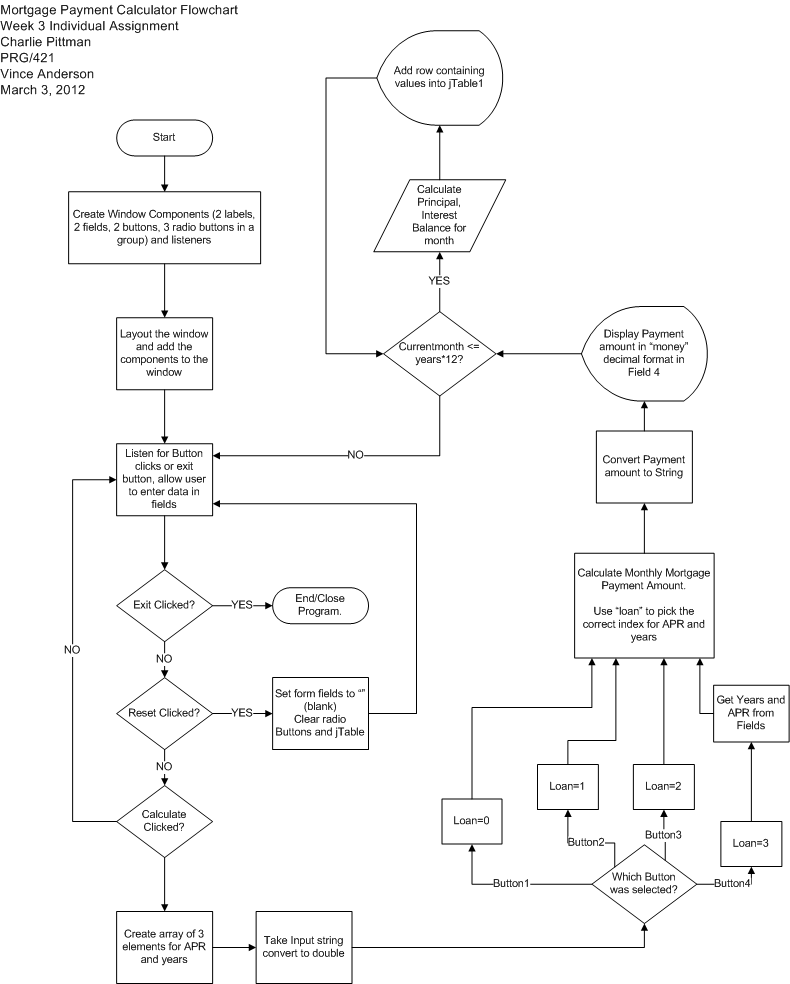 Mortgage Payment Calculator Flowchart
Week 3 Individual Assignment
Charlie Pittman
PRG/421
Vince Anderson
March 3, 2012
Start
Create Window Components (2 labels,
2 fields, 2 buttons, 3 radio buttons in a
group) and listeners
Layout the window
and add the
components to the
window
Listen for Button
clicks or exit
button, allow user
to enter data in
fields
Exit Clicked?
YES
End/Close
Program.
NO
Reset Clicked?
YES
Set form fields to “”
(blank)
Clear radio
Buttons and jTable
NO
Calculate
Clicked?
NO
Create array of 3
elements for APR
and years
Take Input string
convert to double
Which Button
was selected?
Button1
Button2
Button3
Button4
Loan=0
Loan=1
Loan=2
Loan=3
Get Years and
APR from
Fields
Calculate Monthly Mortgage
Payment Amount.
Use “loan” to pick the
correct index for APR and
years
Convert Payment
amount to String
Display Payment
amount in “money”
decimal format in
Field 4
Currentmonth <=
years*12?
NO
YES
Calculate
Principal,
Interest
Balance for
month
Add row containing
values into jTable1